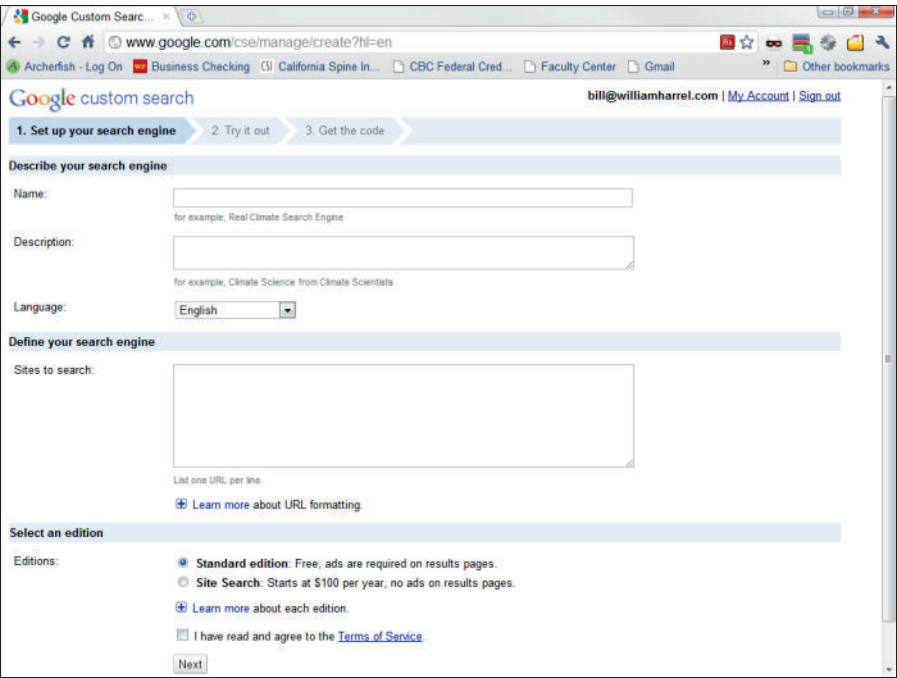 Google Custom Searc...
www.google.com/cse/manage/create?hl=en
Archerfish - Log On Business Checking California Spine In... CBC Federal Cred... Faculty Center Gmail » Other bookmarks
Google custom search bill@williamharrel.com | My Account | Sign out
1. Set up your search engine 2. Try it out 3. Get the code
Describe your search engine
Name:
for example, Real Climate Search Engine
Description:
for example, Climate Science from Climate Scientists
Language: English
Define your search engine
Sites to search:
List one URL per line.
Learn more about URL formatting.
Select an edition
Editions: Standard edition: Free, ads are required on results pages.
Site Search: Starts at $100 per year, no ads on results pages.
Learn more about each edition.
I have read and agree to the Terms of Service.
Next